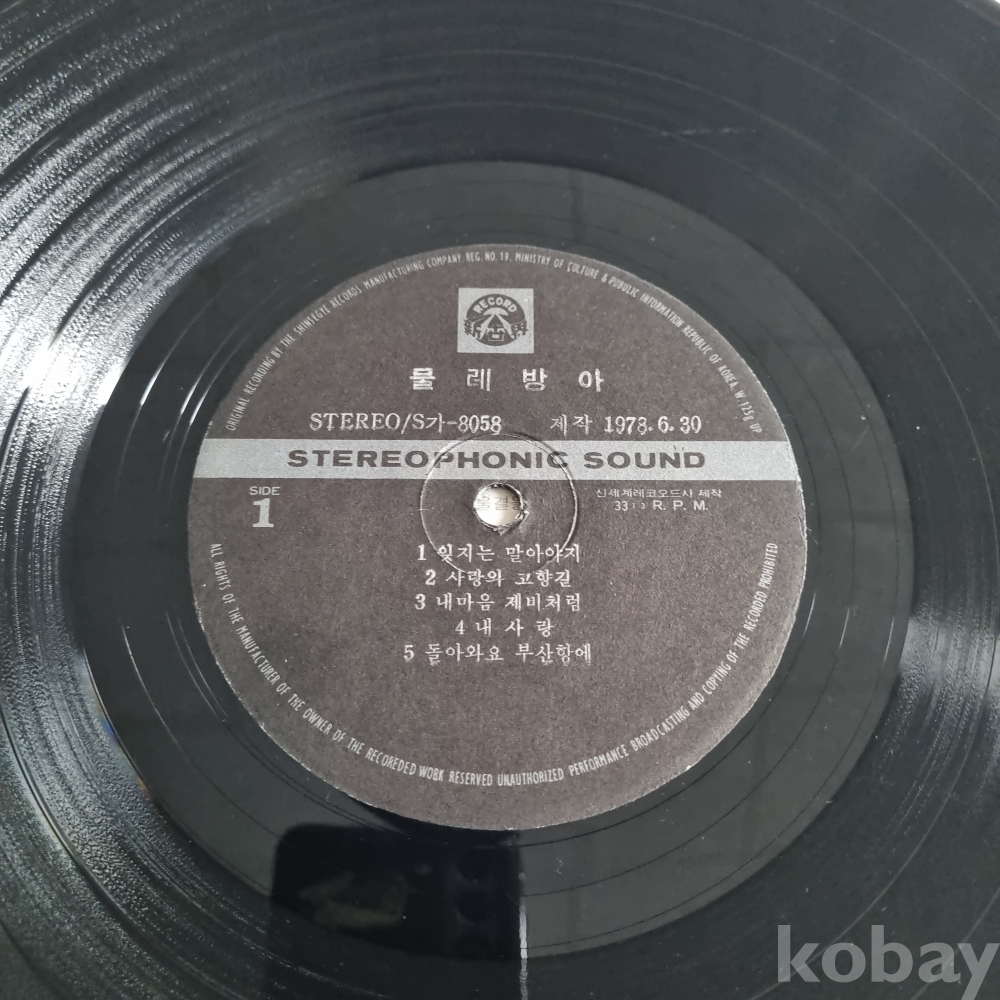 ORIGINAL RECORDING BY THE SHINSEGYE RECORDS MANUFACTURING COMPANY REG. NO. 19. MINISTRY OF COLTURE & PUBULIC INFORMATION REPUBLIC OF KOREA.
RECORD
물레방아
STEREO/S가-8058 제작 1978.6.30
STEREOPHONIC SOUND
SIDE
1
신세계레코오드사 제작
33 1 3 R. P. M.
1 잊지는 말아야지
2 사랑의 고향길
3 내마음 제비처럼
4 내 사 랑
5 돌아와요 부산항에
ALL RIGHTS OF THE MANUFACTURER OF THE OWNER OF THE RECOREDED WORK RESERVED UNAUTHORIZED PERFORMANCE BROADCASTING AND COPYING OF THE RECORDED PROHIBITED
kobay